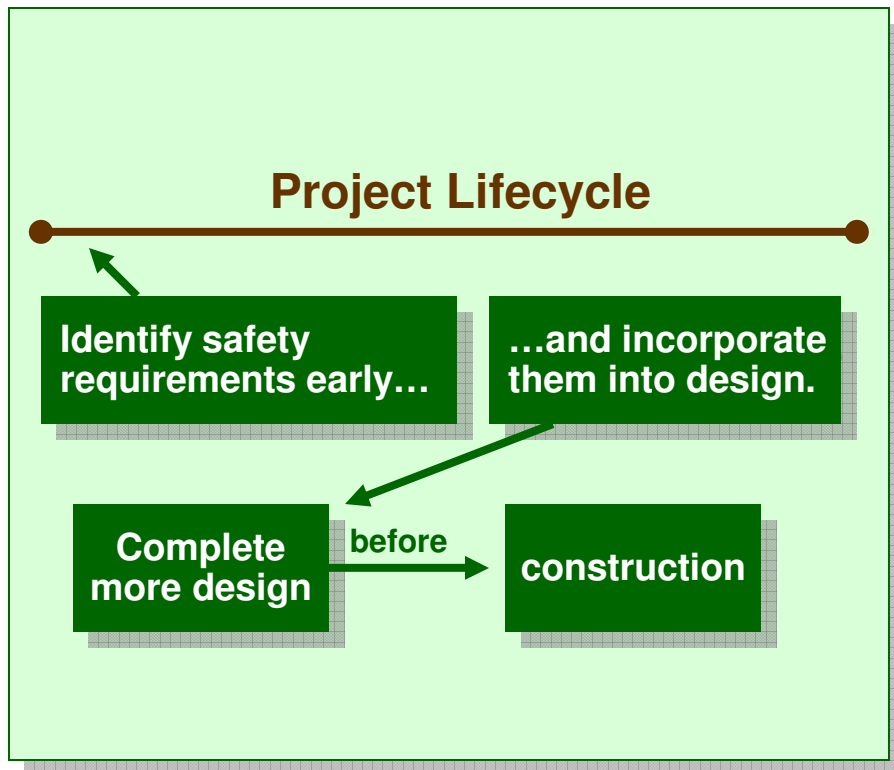 Project Lifecycle
Identify safety
requirements early…
…and incorporate
them into design.
Complete
more design
before
construction